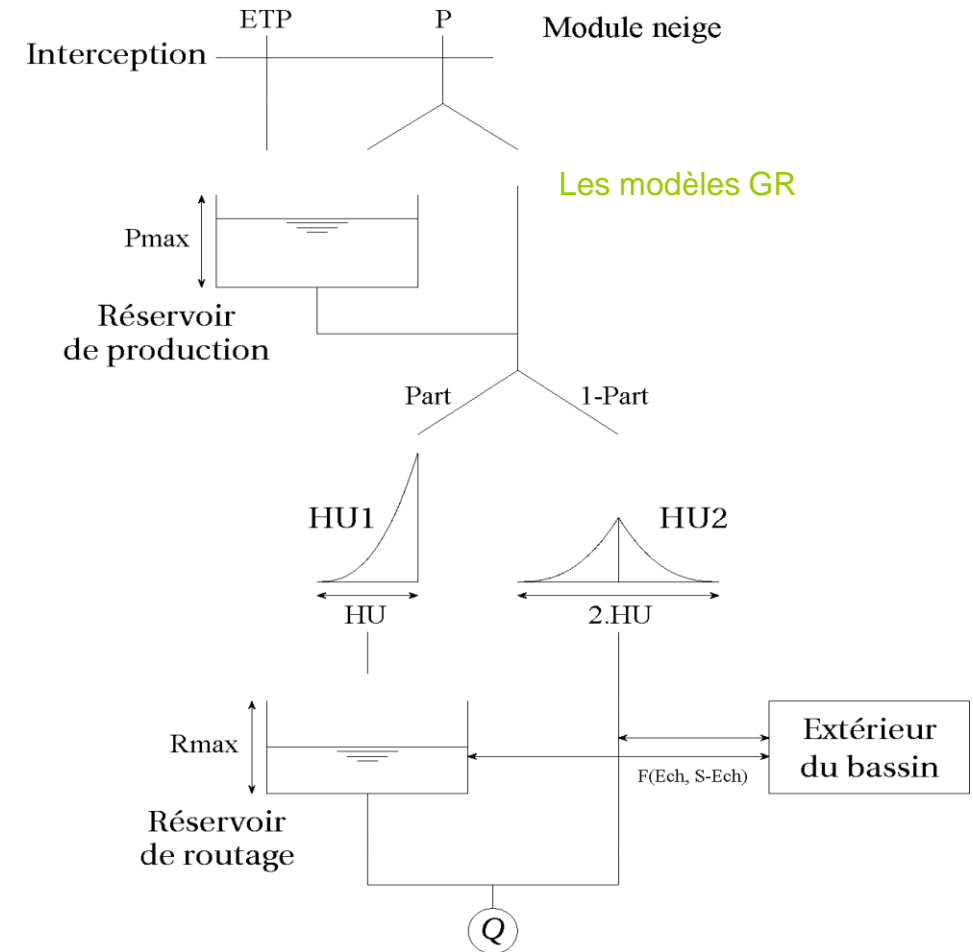 ETP
P
Module neige
Interception
Les modèles GR
Pmax
Réservoir
de production
Part
1-Part
HU1
HU2
HU
2.HU
Rmax
Extérieur
du bassin
F(Ech, S-Ech)
Réservoir
de routage
Q